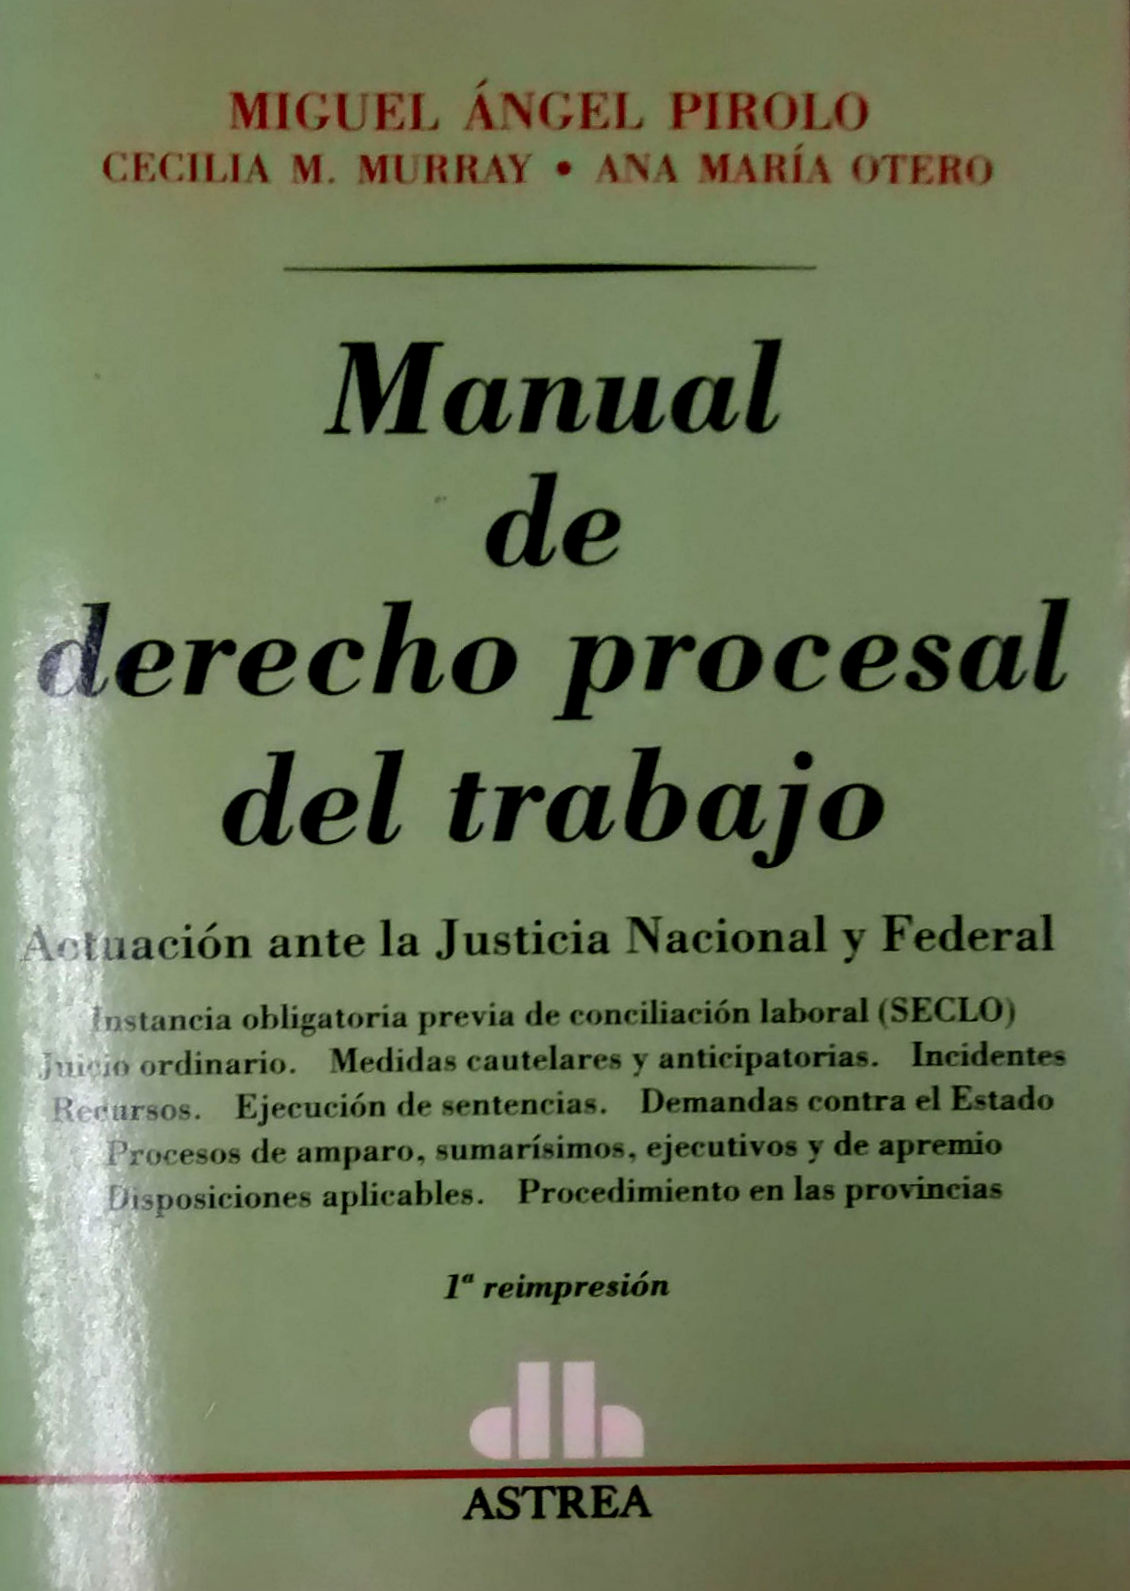 MIGUEL ÁNGEL PIROLO
CECILIA M. MURRAY • ANA MARÍA OTERO
Manual
de
derecho procesal
del trabajo
Actuación ante la Justicia Nacional y Federal
Instancia obligatoria previa de conciliación laboral (SECLO)
Juicio ordinario. Medidas cautelares y anticipatorias. Incidentes
Recursos. Ejecución de sentencias. Demandas contra el Estado
Procesos de amparo, sumarísimos, ejecutivos y de apremio
Disposiciones aplicables. Procedimiento en las provincias
1ª reimpresión
dh
ASTREA